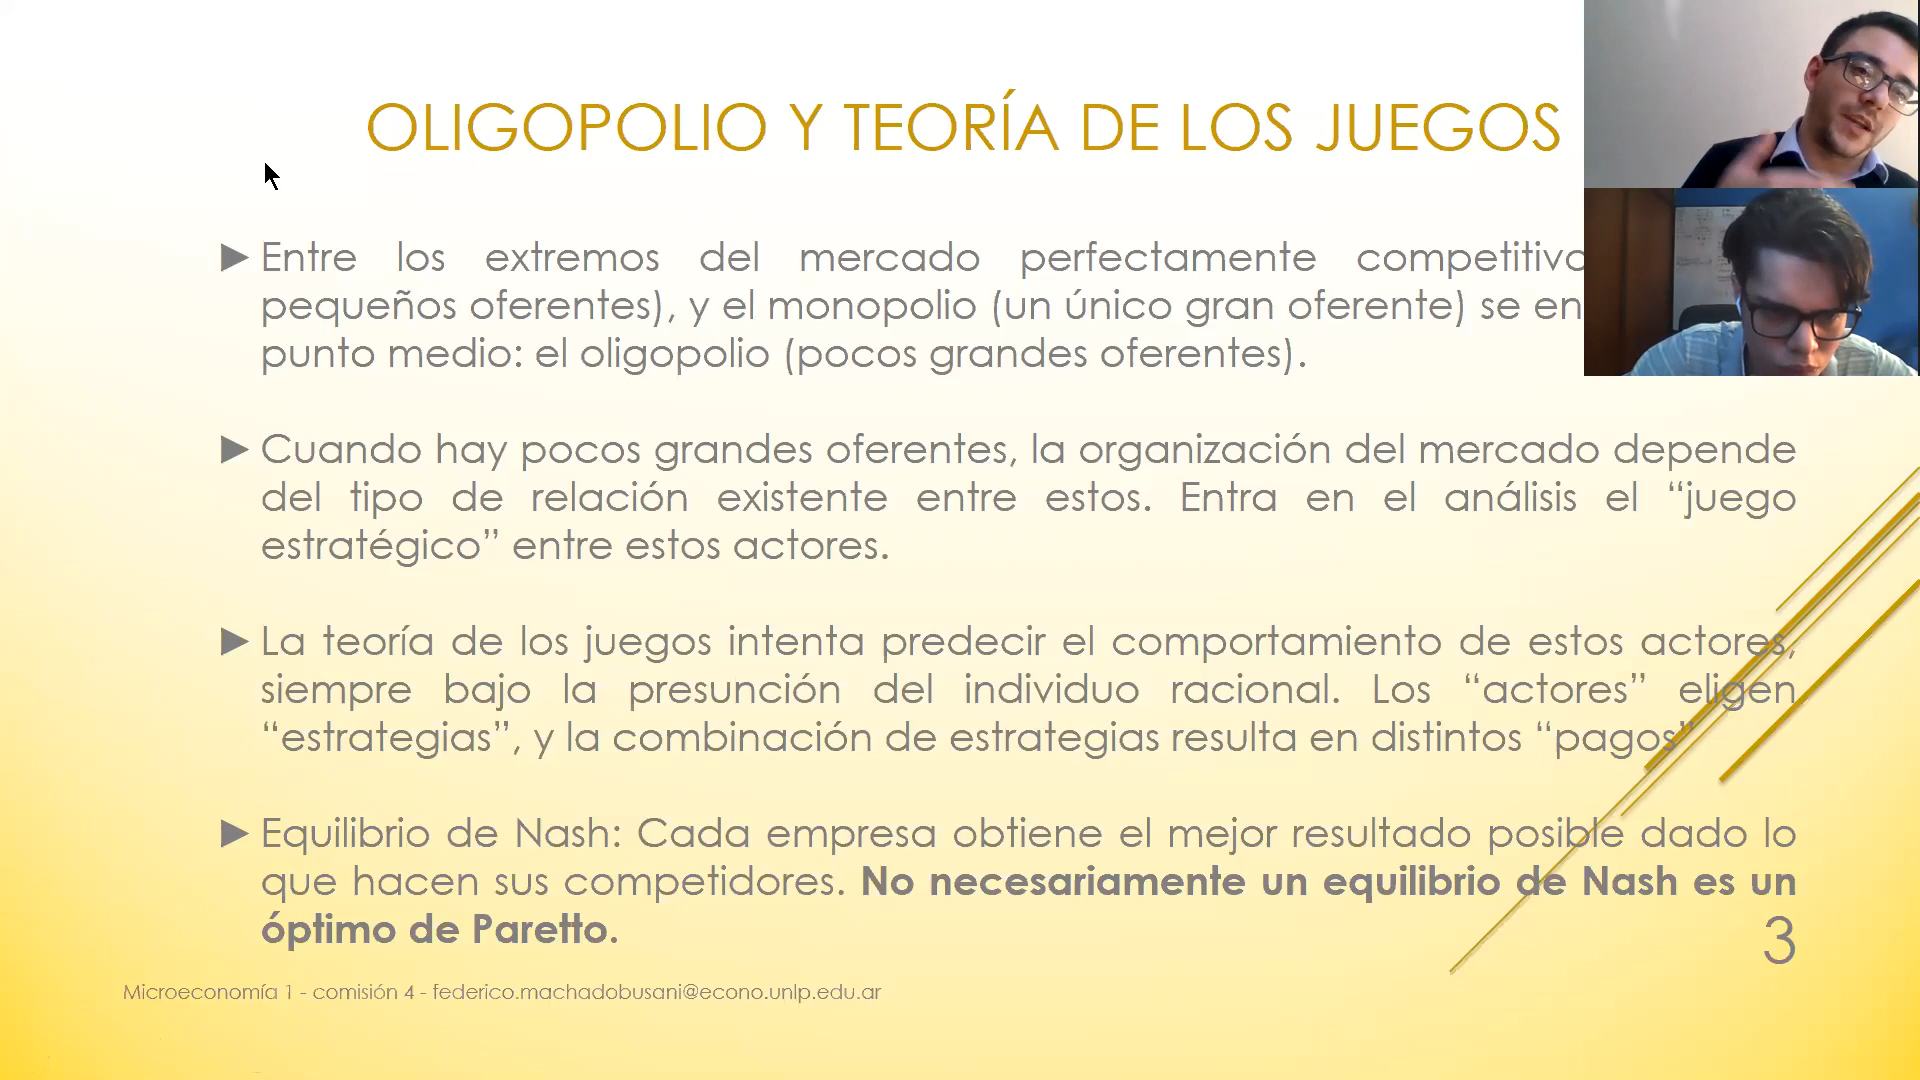 OLIGOPOLIO Y TEORÍA DE LOS JUEGOS
►Entre los extremos del mercado perfectamente competitivo
pequeños oferentes), y el monopolio (un único gran oferente) se en
punto medio: el oligopolio (pocos grandes oferentes).
►Cuando hay pocos grandes oferentes, la organización del mercado depende
del tipo de relación existente entre estos. Entra en el análisis el “juego
estratégico” entre estos actores.
►La teoría de los juegos intenta predecir el comportamiento de estos actores,
siempre bajo la presunción del individuo racional. Los “actores” eligen
“estrategias”, y la combinación de estrategias resulta en distintos “pagos”
►Equilibrio de Nash: Cada empresa obtiene el mejor resultado posible dado lo
que hacen sus competidores. No necesariamente un equilibrio de Nash es un
óptimo de Paretto.
3
Microeconomía 1 - comisión 4 - federico.machadobusani@econo.unlp.edu.ar